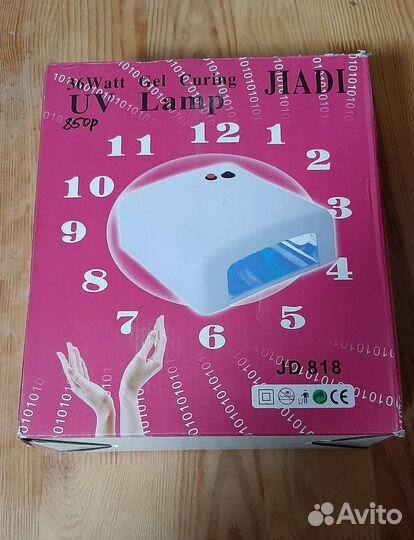 36Watt Gel Curing JIADI
UV Lamp
850р
12
11 1
10
9 3
8 4
7 5
6
JD 818
CE
Avito